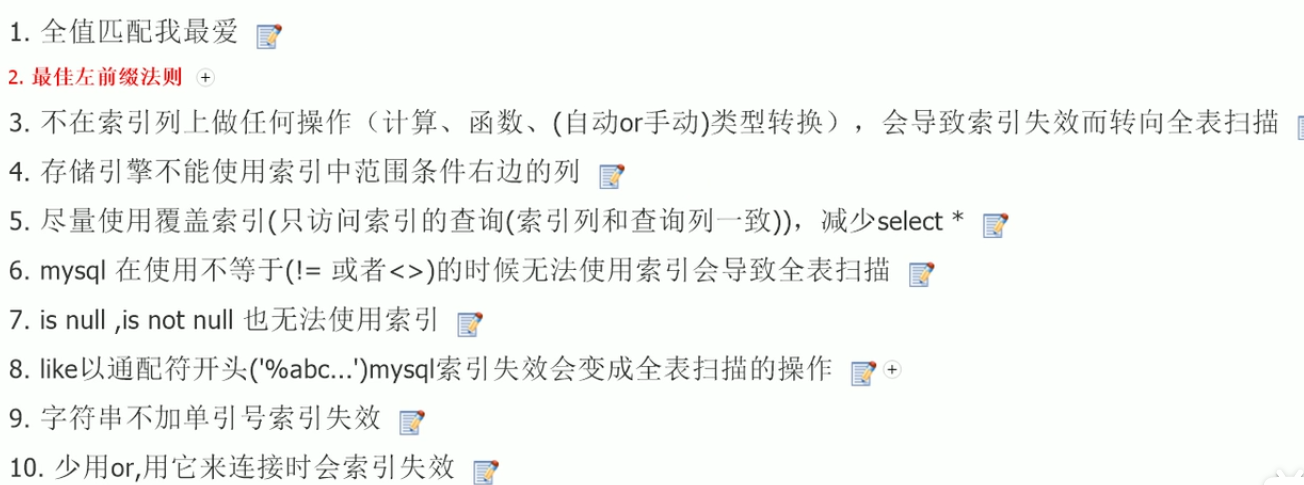 1. 全值匹配我最爱
2. 最佳左前缀法则
3. 不在索引列上做任何操作（计算、函数、(自动or手动)类型转换），会导致索引失效而转向全表扫描
4. 存储引擎不能使用索引中范围条件右边的列
5. 尽量使用覆盖索引(只访问索引的查询(索引列和查询列一致))，减少select *
6. mysql 在使用不等于(!= 或者<>)的时候无法使用索引会导致全表扫描
7. is null ,is not null 也无法使用索引
8. like以通配符开头('%abc...')mysql索引失效会变成全表扫描的操作
9. 字符串不加单引号索引失效
10. 少用or,用它来连接时会索引失效